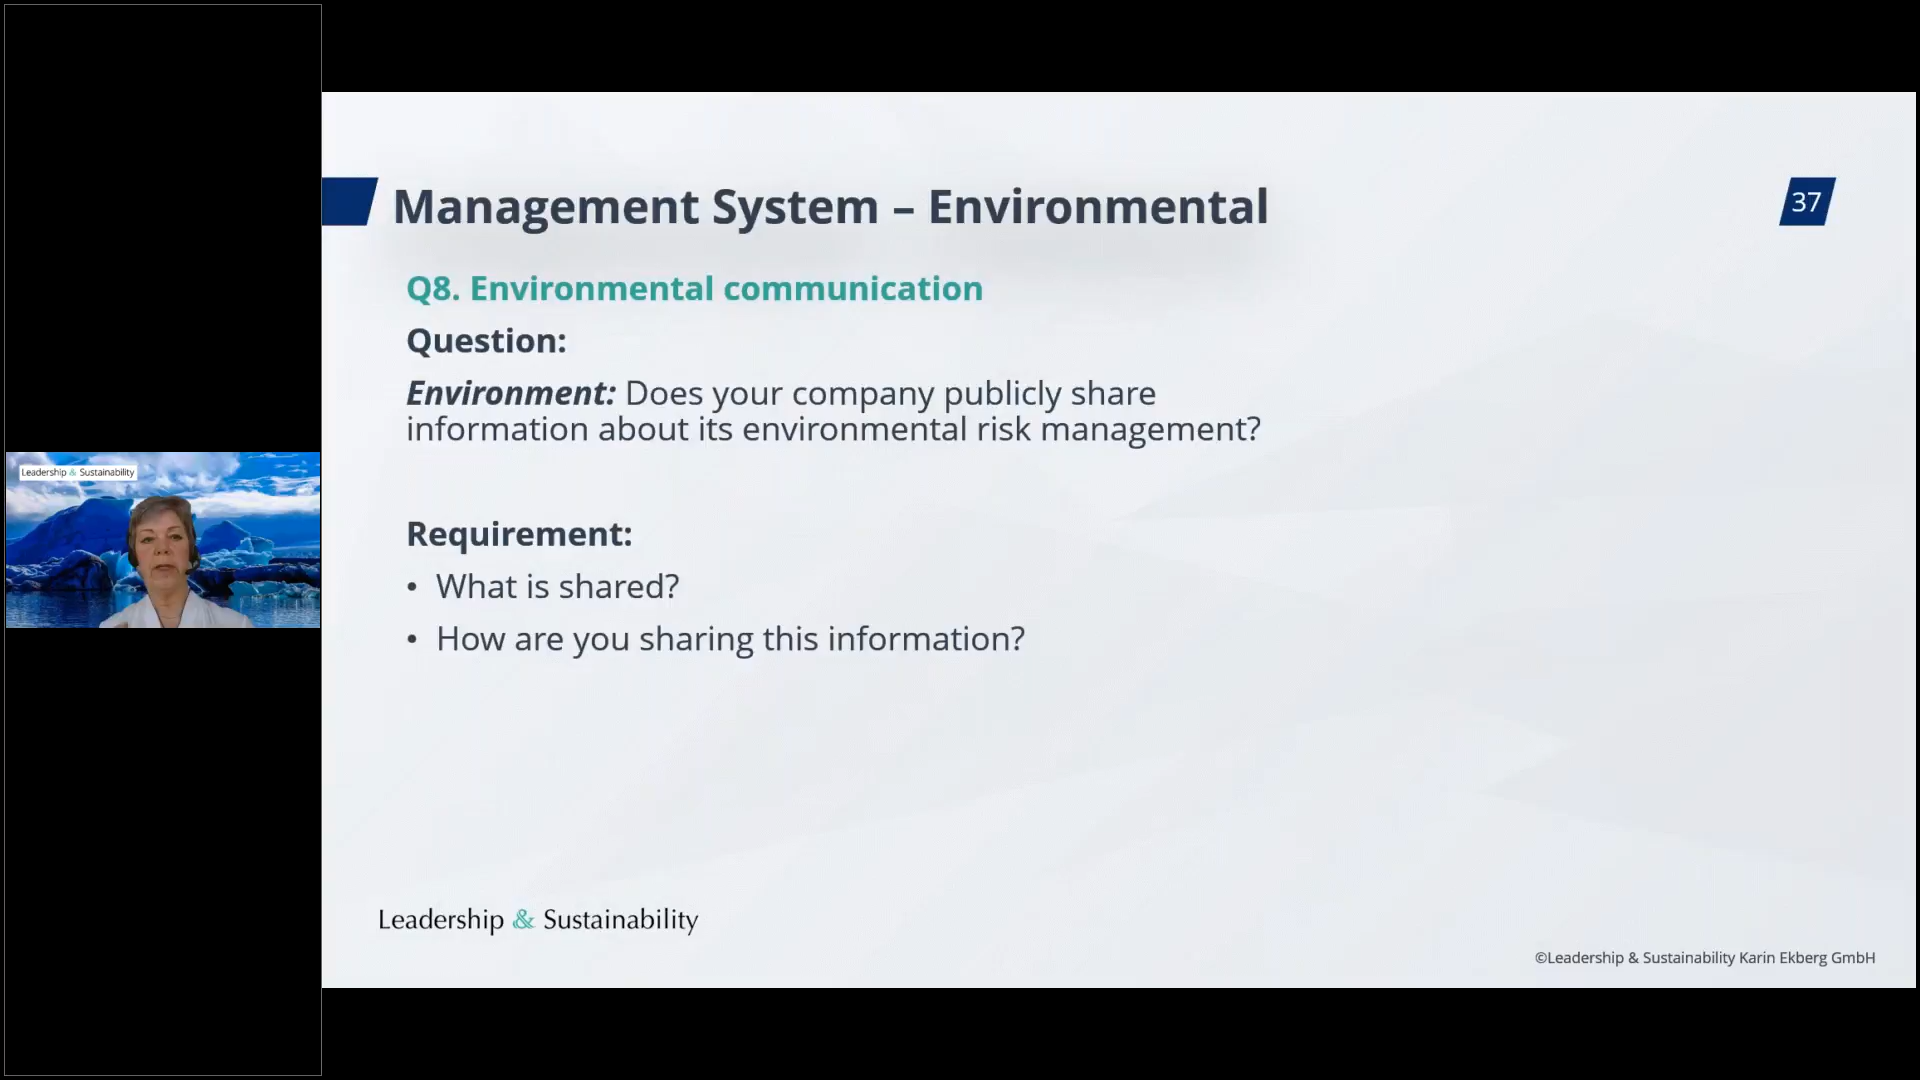 Leadership & Sustainability
Management System – Environmental
37
Q8. Environmental communication
Question:
Environment: Does your company publicly share
information about its environmental risk management?
Requirement:
• What is shared?
• How are you sharing this information?
Leadership & Sustainability
©Leadership & Sustainability Karin Ekberg GmbH